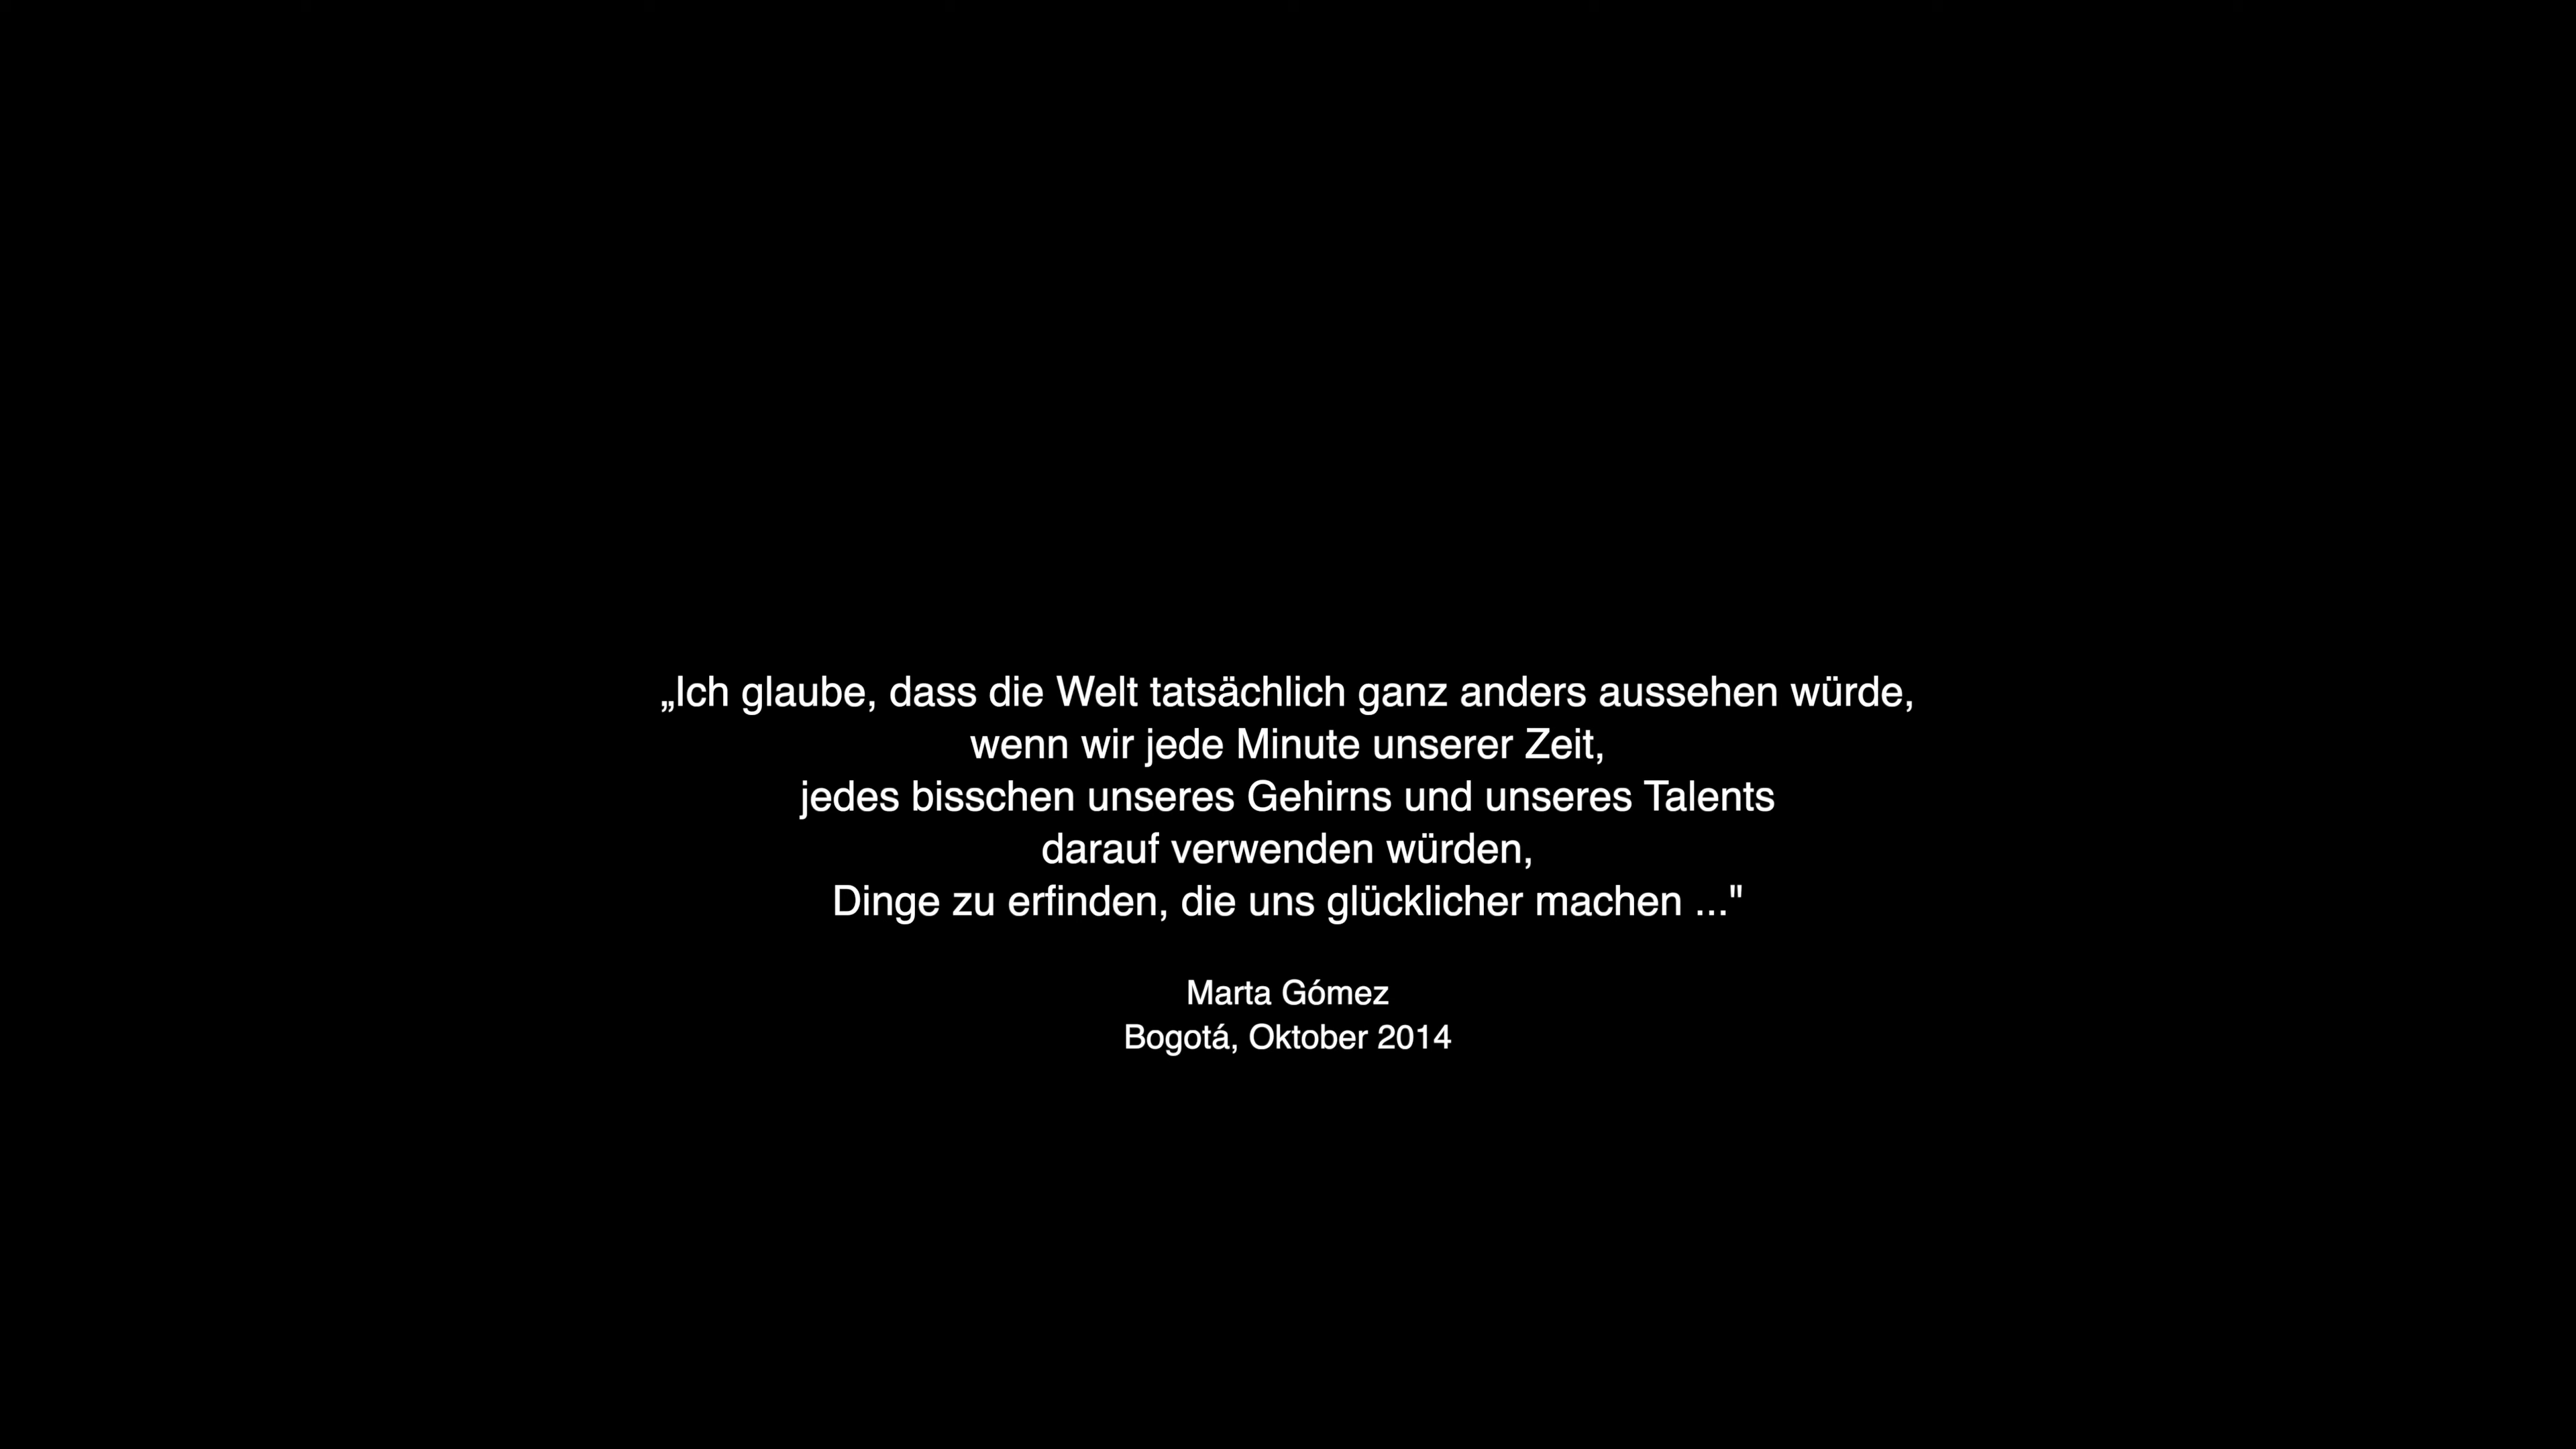 „Ich glaube, dass die Welt tatsächlich ganz anders aussehen würde,
wenn wir jede Minute unserer Zeit,
jedes bisschen unseres Gehirns und unseres Talents
darauf verwenden würden,
Dinge zu erfinden, die uns glücklicher machen ..."
Marta Gómez
Bogotá, Oktober 2014